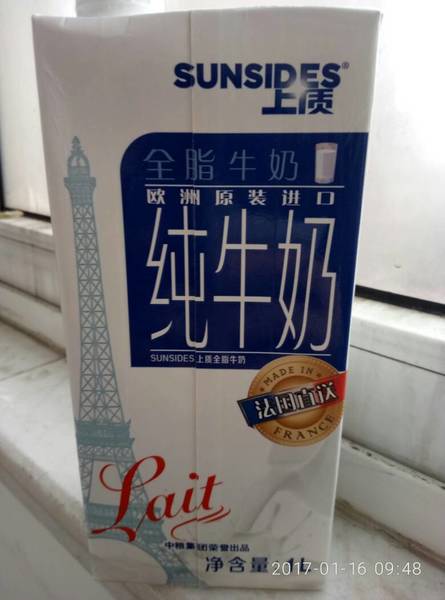 SUNSIDES®
上质
全脂牛奶
欧洲原装进口
纯牛奶
SUNSIDES上质全脂牛奶
MADE IN
法国直送
FRANCE
Lait
中粮集团荣誉出品
净含量：1L
2017-01-16 09:48